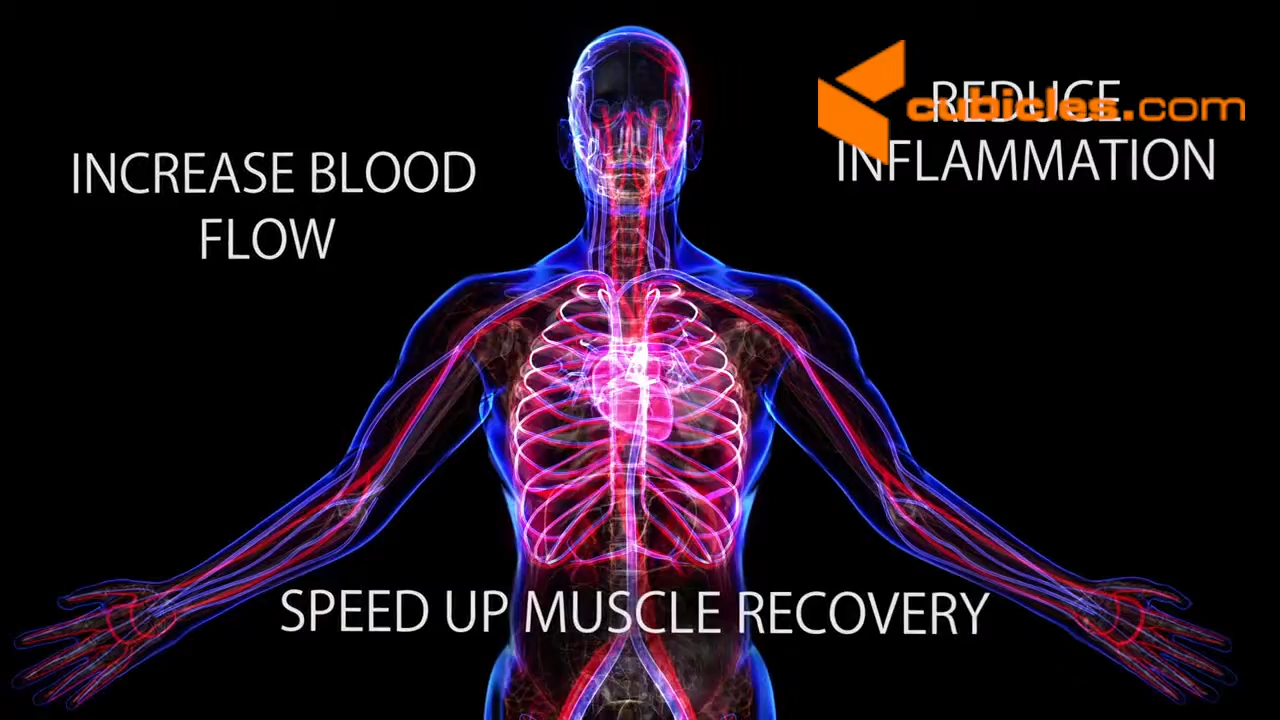 INCREASE BLOOD
FLOW
cubicles.com
REDUCE
INFLAMMATION
SPEED UP MUSCLE RECOVERY